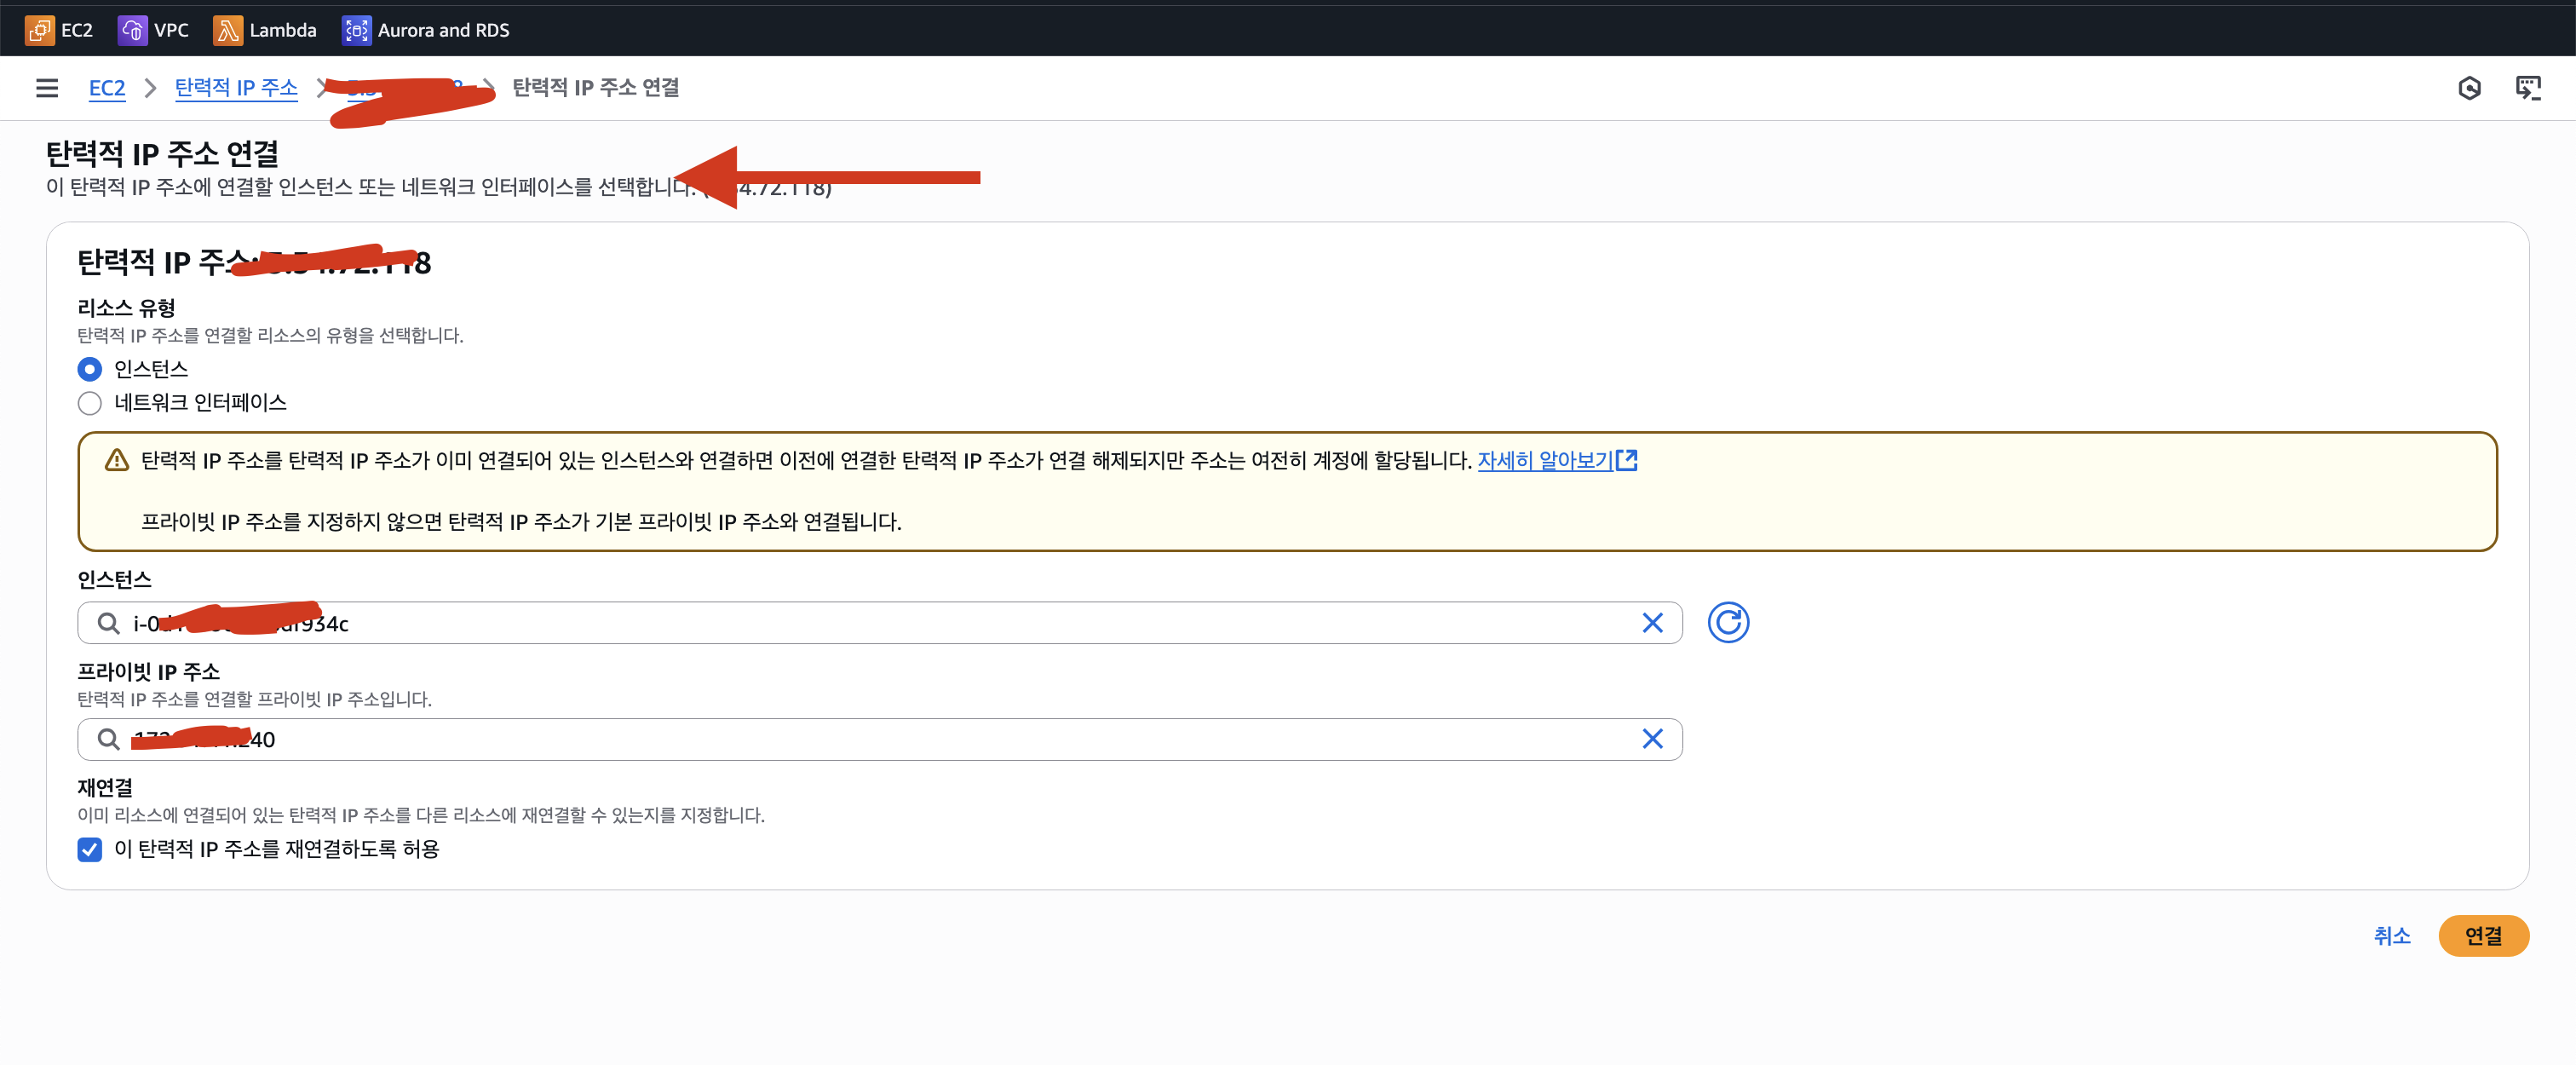 EC2 VPC Lambda Aurora and RDS
EC2 탄력적 IP 주소 탄력적 IP 주소 연결
탄력적 IP 주소 연결
이 탄력적 IP 주소에 연결할 인스턴스 또는 네트워크 인터페이스를 선택합니다.
탄력적 IP 주소:
리소스 유형
탄력적 IP 주소를 연결할 리소스의 유형을 선택합니다.
인스턴스
네트워크 인터페이스
탄력적 IP 주소를 탄력적 IP 주소가 이미 연결되어 있는 인스턴스와 연결하면 이전에 연결한 탄력적 IP 주소가 연결 해제되지만 주소는 여전히 계정에 할당됩니다. 자세히 알아보기
프라이빗 IP 주소를 지정하지 않으면 탄력적 IP 주소가 기본 프라이빗 IP 주소와 연결됩니다.
인스턴스
프라이빗 IP 주소
탄력적 IP 주소를 연결할 프라이빗 IP 주소입니다.
재연결
이미 리소스에 연결되어 있는 탄력적 IP 주소를 다른 리소스에 재연결할 수 있는지를 지정합니다.
이 탄력적 IP 주소를 재연결하도록 허용
취소 연결